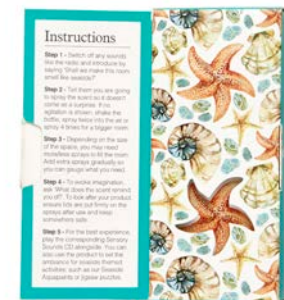 Instructions
Step 1 - Switch off any sounds
like the radio and introduce by
saying "Shall we make this room
smell like seaside?"
Step 2 - Tell them you are going
to spray the scent so it doesn't
come as a surprise. If no
agitation is shown, shake the
bottle, spray twice into the air or
spray 4 times for a bigger room.
Step 3 - Depending on the size
of the space, you may need
more/less sprays to fill the room.
Add extra sprays gradually so
you can gauge what you need.
Step 4 - To evoke imagination,
ask 'What does the scent remind
you of?' To look after your product,
ensure lids are put firmly on the
sprays after use and keep
somewhere safe.
Step 5 - For the best experience,
play the corresponding Sensory
Sounds CD alongside. You can
also use the product to set the
ambiance for seaside themed
activities; such as our Seaside
Aquapaints or jigsaw puzzles.